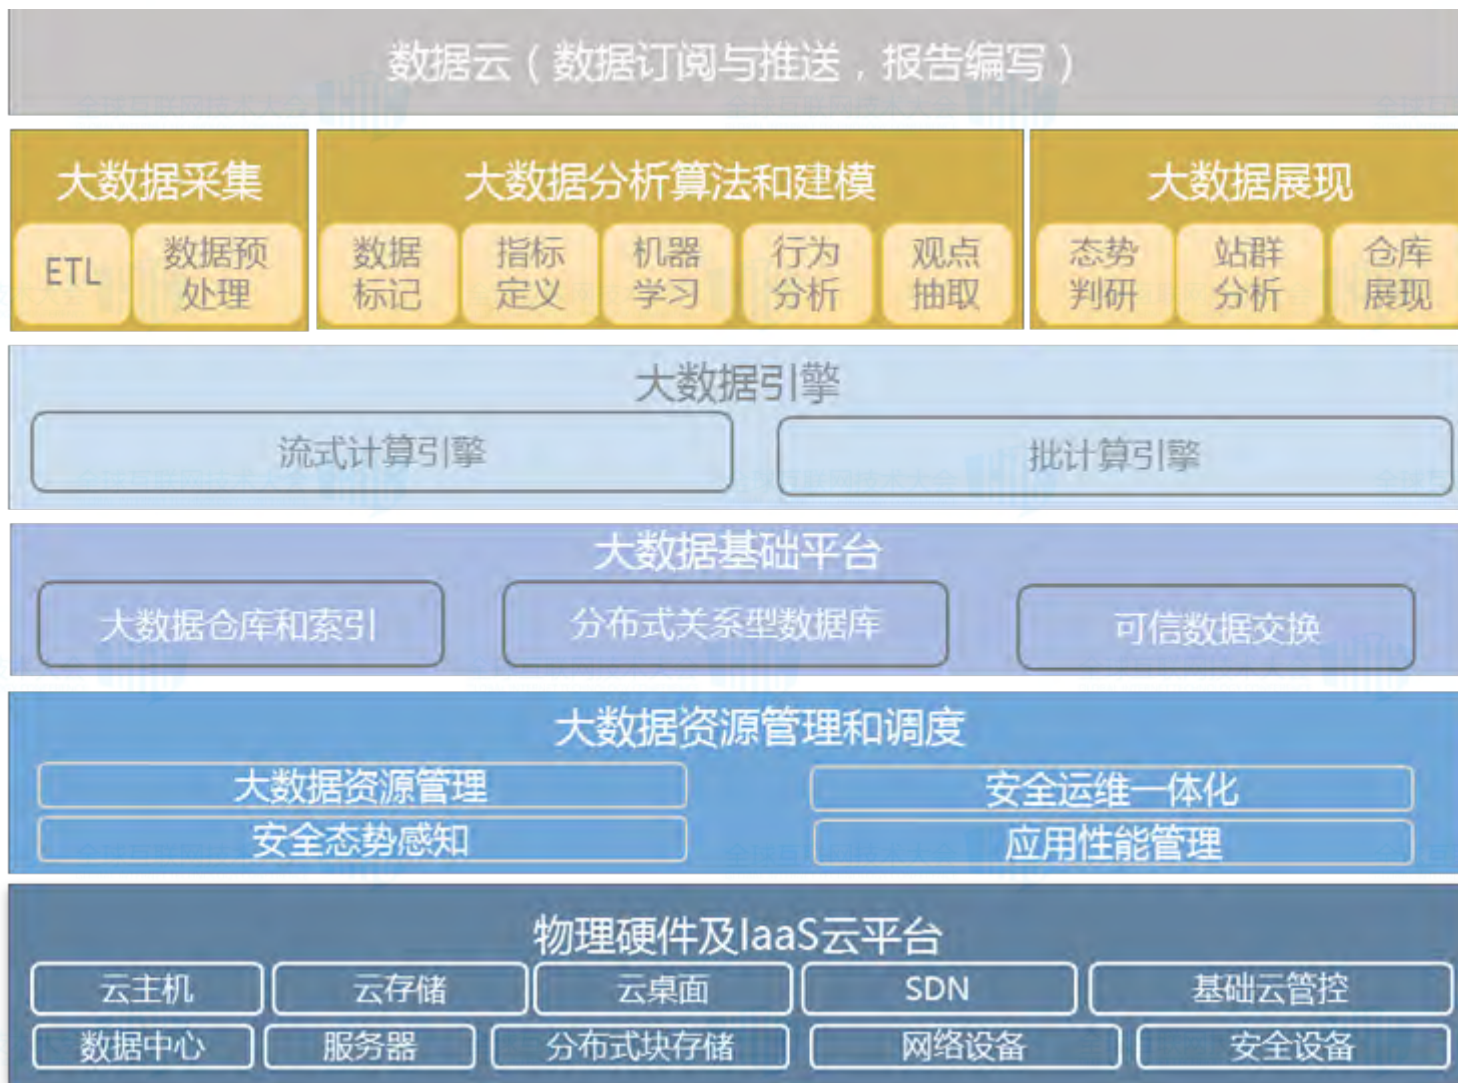 数据云（数据订阅与推送，报告编写）
大数据采集
ETL
数据预
处理
大数据分析算法和建模
数据
标记
指标
定义
机器
学习
行为
分析
观点
抽取
大数据展现
态势
判研
站群
分析
仓库
展现
大数据引擎
流式计算引擎
批计算引擎
大数据基础平台
大数据仓库和索引
分布式关系型数据库
可信数据交换
大数据资源管理和调度
大数据资源管理
安全运维一体化
安全态势感知
应用性能管理
物理硬件及IaaS云平台
云主机
云存储
云桌面
SDN
基础云管控
数据中心
服务器
分布式块存储
网络设备
安全设备
全球互联网技术大会